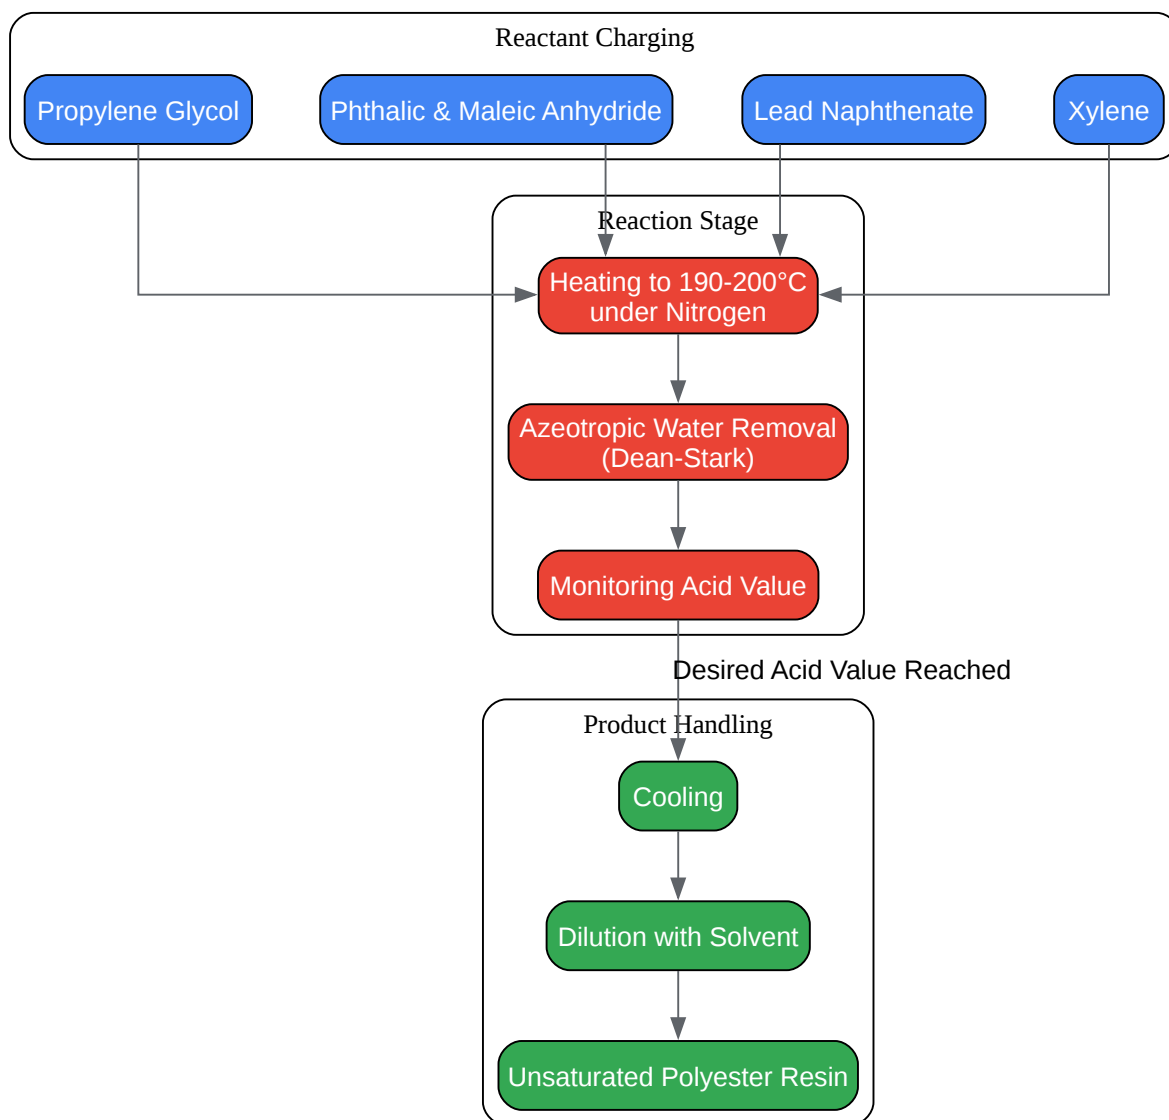 Reactant Charging
Propylene Glycol
Phthalic & Maleic Anhydride
Lead Naphthenate
Xylene
Reaction Stage
Heating to 190-200°C
under Nitrogen
Azeotropic Water Removal
(Dean-Stark)
Monitoring Acid Value
Desired Acid Value Reached
Product Handling
Cooling
Dilution with Solvent
Unsaturated Polyester Resin